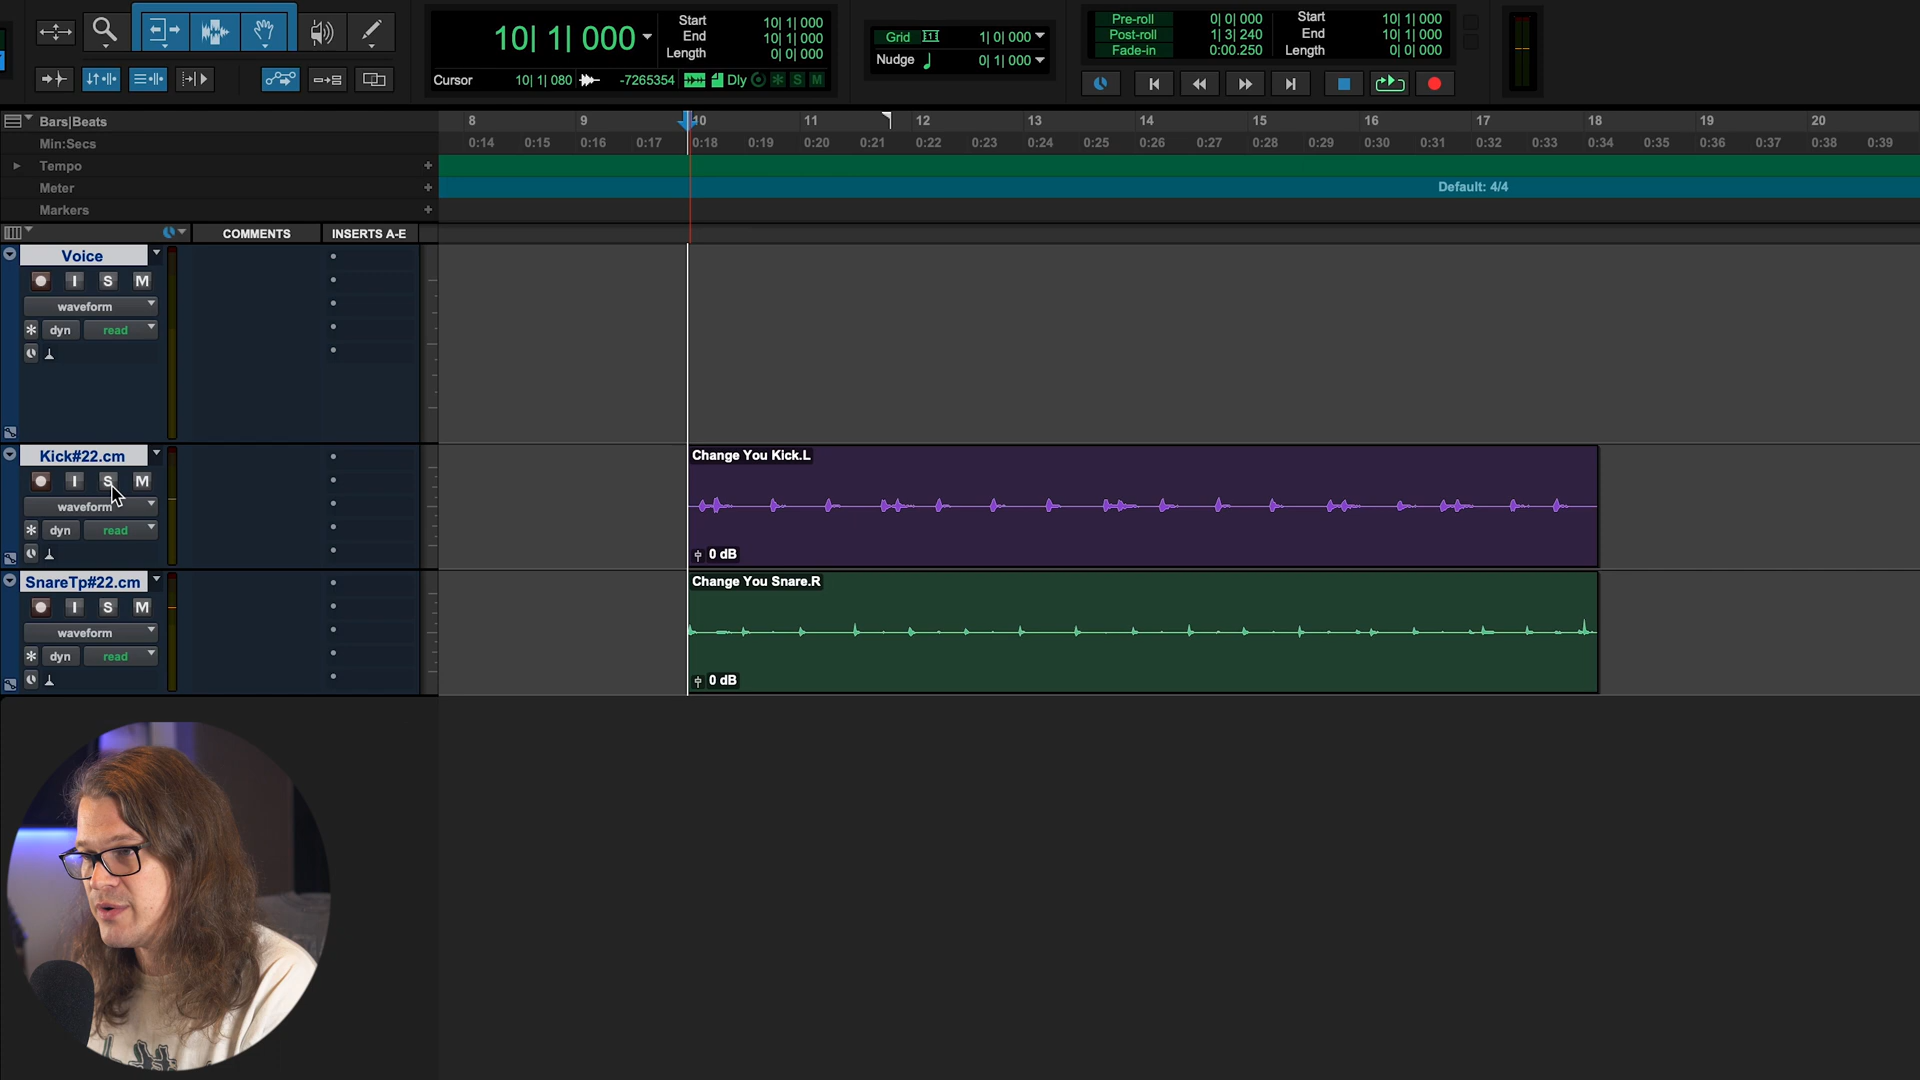 10| 1| 000
Start 10| 1| 000
End 10| 1| 000
Length 0| 0| 000
Cursor 10| 1| 080 -7265354 Dly S M
Grid 1| 0| 000
Nudge 0| 1| 000
Pre-roll 0| 0| 000
Post-roll 1| 3| 240
Fade-in 0:00.250
Start 10| 1| 000
End 10| 1| 000
Length 0| 0| 000
Bars|Beats 8 9 10 11 12 13 14 15 16 17 18 19 20
Min:Secs 0:14 0:15 0:16 0:17 0:18 0:19 0:20 0:21 0:22 0:23 0:24 0:25 0:26 0:27 0:28 0:29 0:30 0:31 0:32 0:33 0:34 0:35 0:36 0:37 0:38 0:39
Tempo
Meter Default: 4/4
Markers
COMMENTS INSERTS A-E
Voice
I S M
waveform
dyn read
Kick#22.cm
I S M
waveform
dyn read
Change You Kick.L
0 dB
SnareTp#22.cm
I S M
waveform
dyn read
Change You Snare.R
0 dB